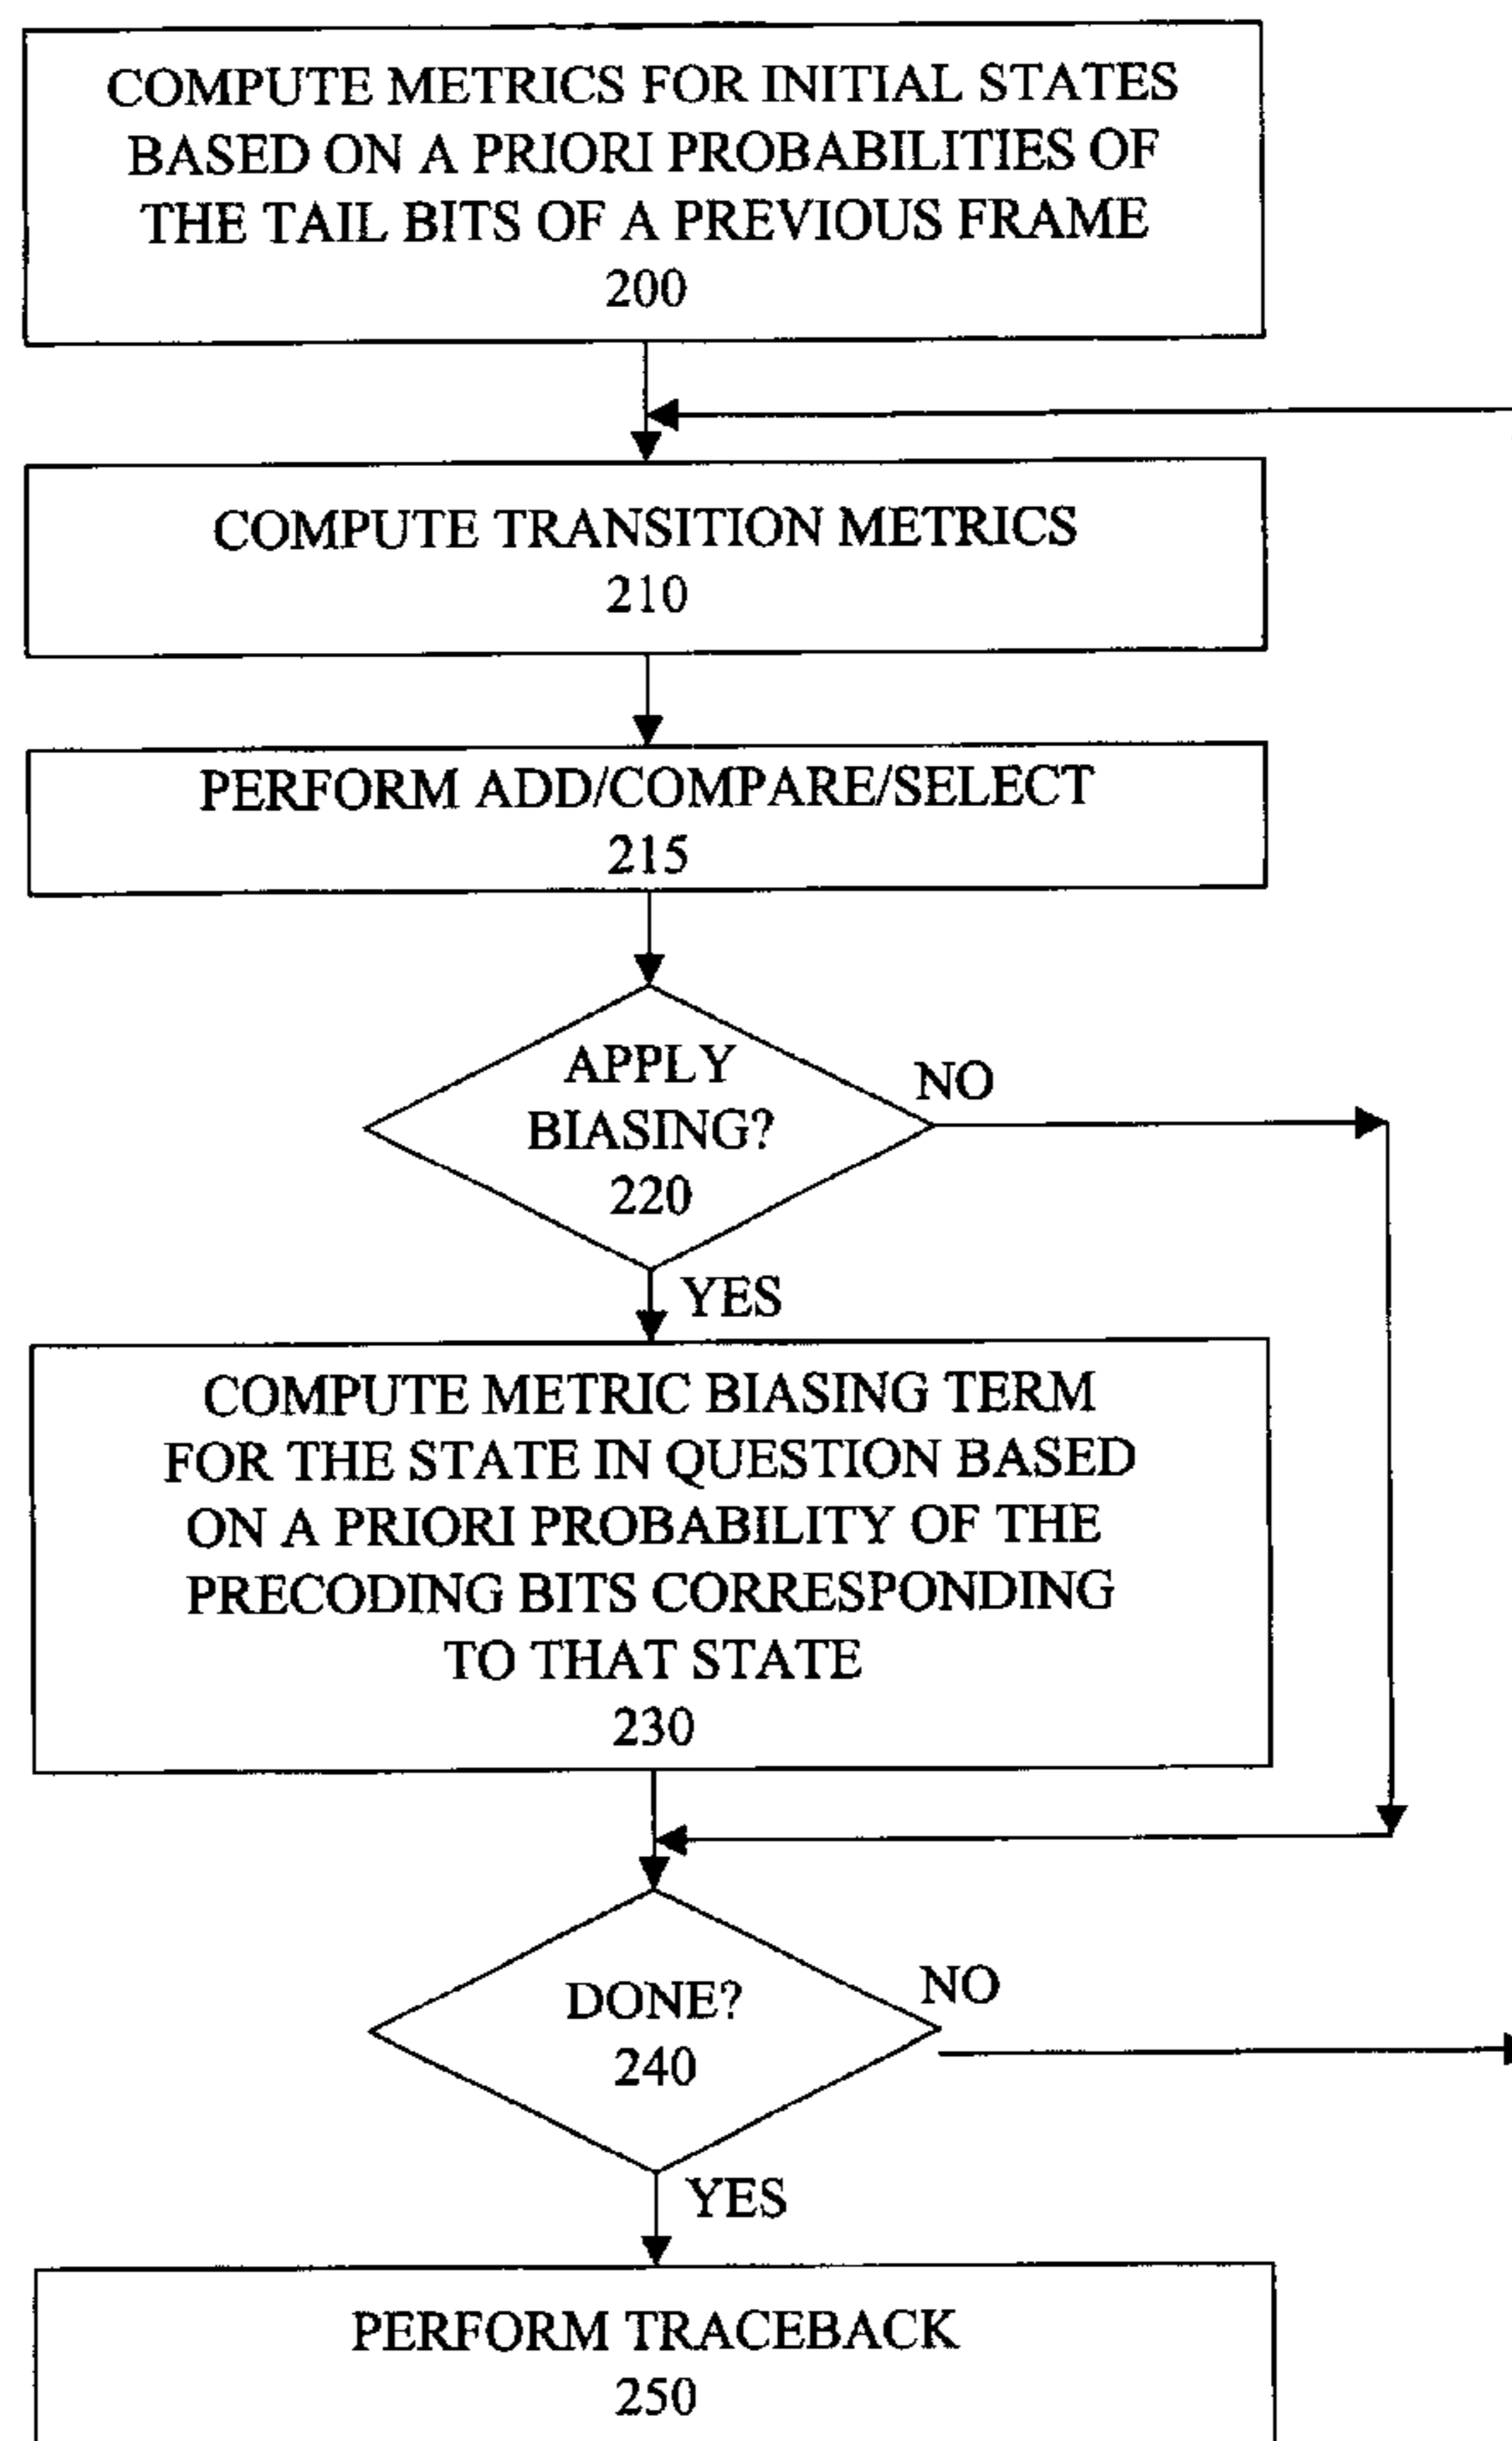 COMPUTE METRICS FOR INITIAL STATES
BASED ON A PRIORI PROBABILITIES OF
THE TAIL BITS OF A PREVIOUS FRAME
200
COMPUTE TRANSITION METRICS
210
PERFORM ADD/COMPARE/SELECT
215
APPLY
BIASING?
220
NO
YES
COMPUTE METRIC BIASING TERM
FOR THE STATE IN QUESTION BASED
ON A PRIORI PROBABILITY OF THE
PRECODING BITS CORRESPONDING
TO THAT STATE
230
DONE?
240
NO
YES
PERFORM TRACEBACK
250